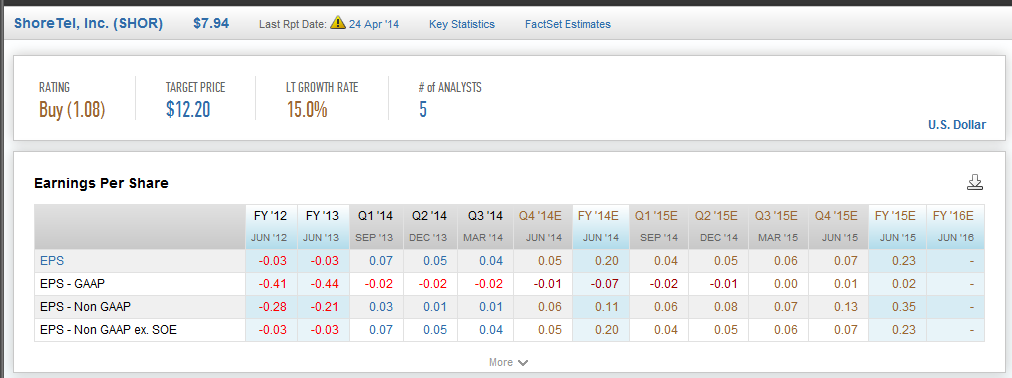 ShoreTel, Inc. (SHOR) $7.94 Last Rpt Date: 24 Apr '14 Key Statistics FactSet Estimates
RATING TARGET PRICE LT GROWTH RATE # of ANALYSTS
Buy (1.08) $12.20 15.0% 5
U.S. Dollar
Earnings Per Share
FY '12 FY '13 Q1 '14 Q2 '14 Q3 '14 Q4 '14E FY '14E Q1 '15E Q2 '15E Q3 '15E Q4 '15E FY '15E FY '16E
JUN '12 JUN '13 SEP '13 DEC '13 MAR '14 JUN '14 JUN '14 SEP '14 DEC '14 MAR '15 JUN '15 JUN '15 JUN '16
EPS -0.03 -0.03 0.07 0.05 0.04 0.05 0.20 0.04 0.05 0.06 0.07 0.23 -
EPS - GAAP -0.41 -0.44 -0.02 -0.02 -0.02 -0.01 -0.07 -0.02 -0.01 0.00 0.01 0.02 -
EPS - Non GAAP -0.28 -0.21 0.03 0.01 0.01 0.06 0.11 0.06 0.08 0.07 0.13 0.35 -
EPS - Non GAAP ex. SOE -0.03 -0.03 0.07 0.05 0.04 0.05 0.20 0.04 0.05 0.06 0.07 0.23 -
More